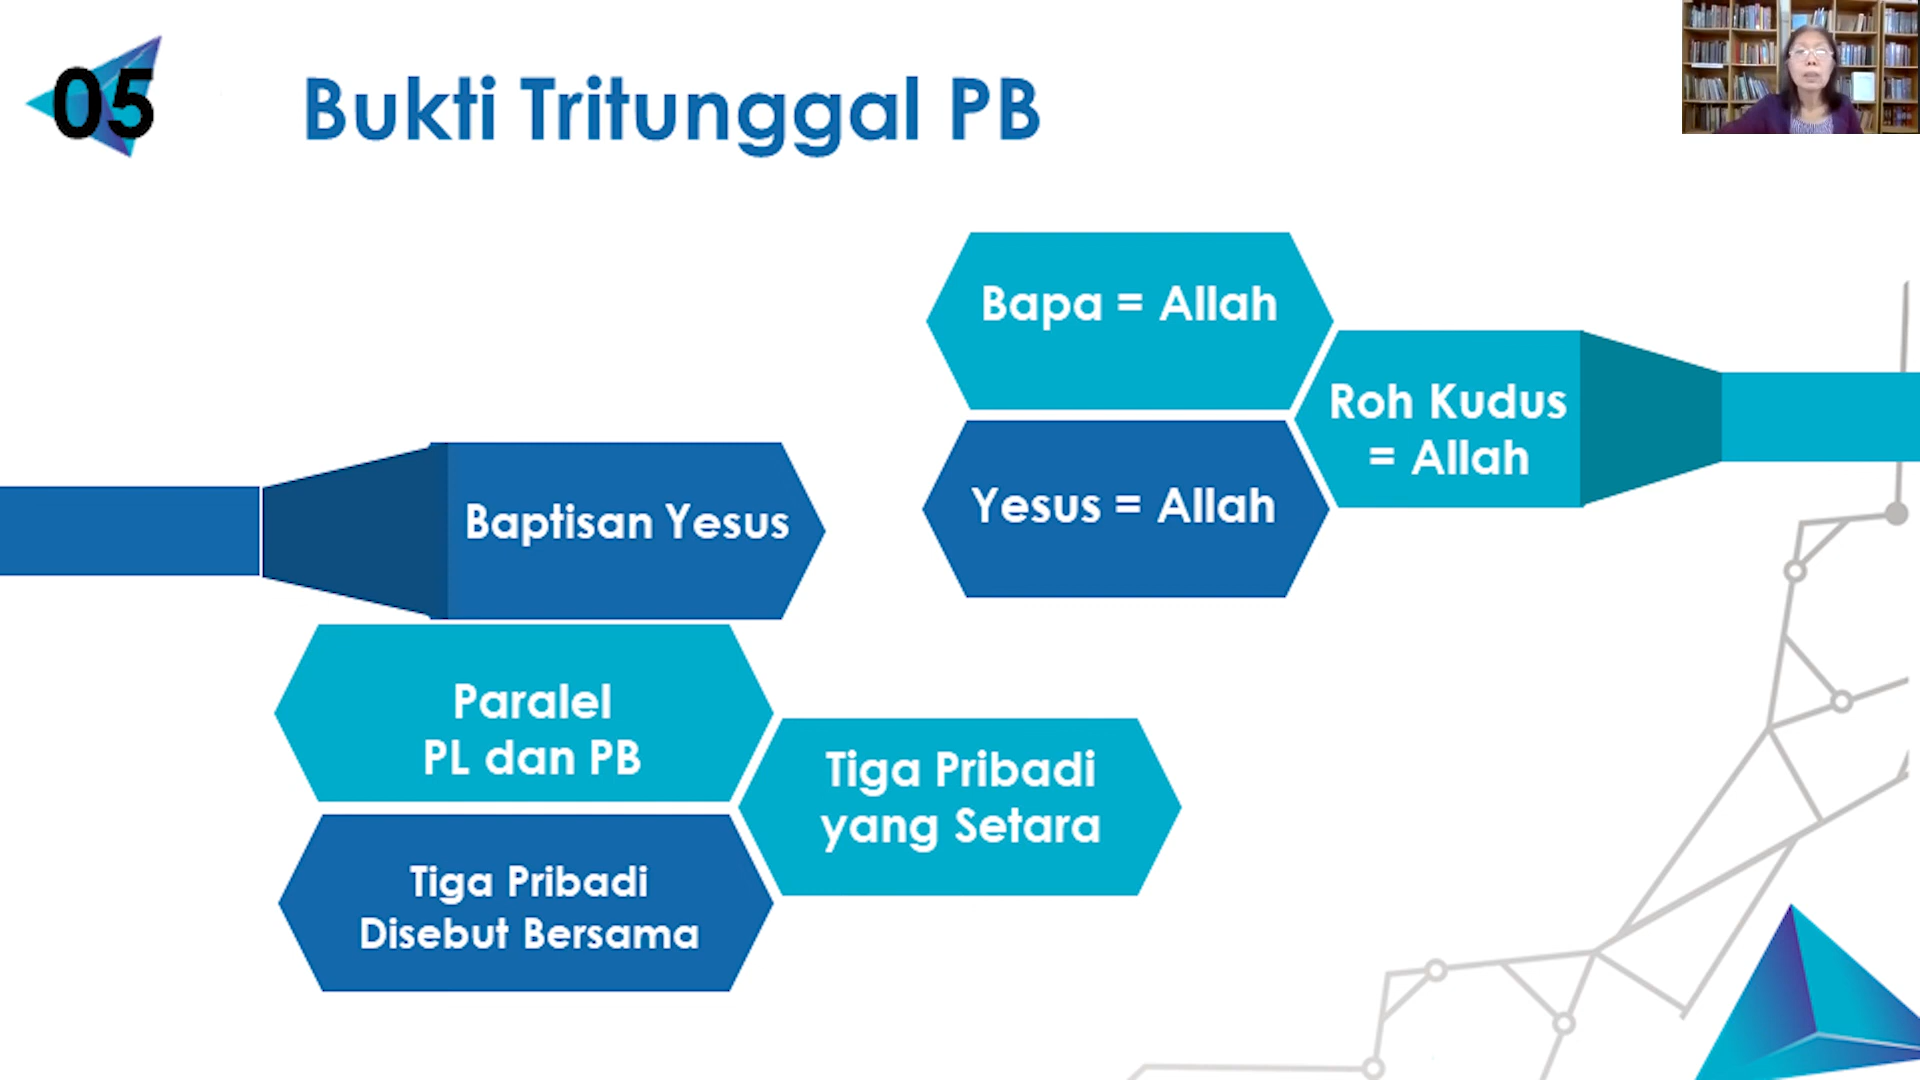 05
Bukti Tritunggal PB
Bapa = Allah
Roh Kudus
= Allah
Yesus = Allah
Baptisan Yesus
Paralel
PL dan PB
Tiga Pribadi
yang Setara
Tiga Pribadi
Disebut Bersama